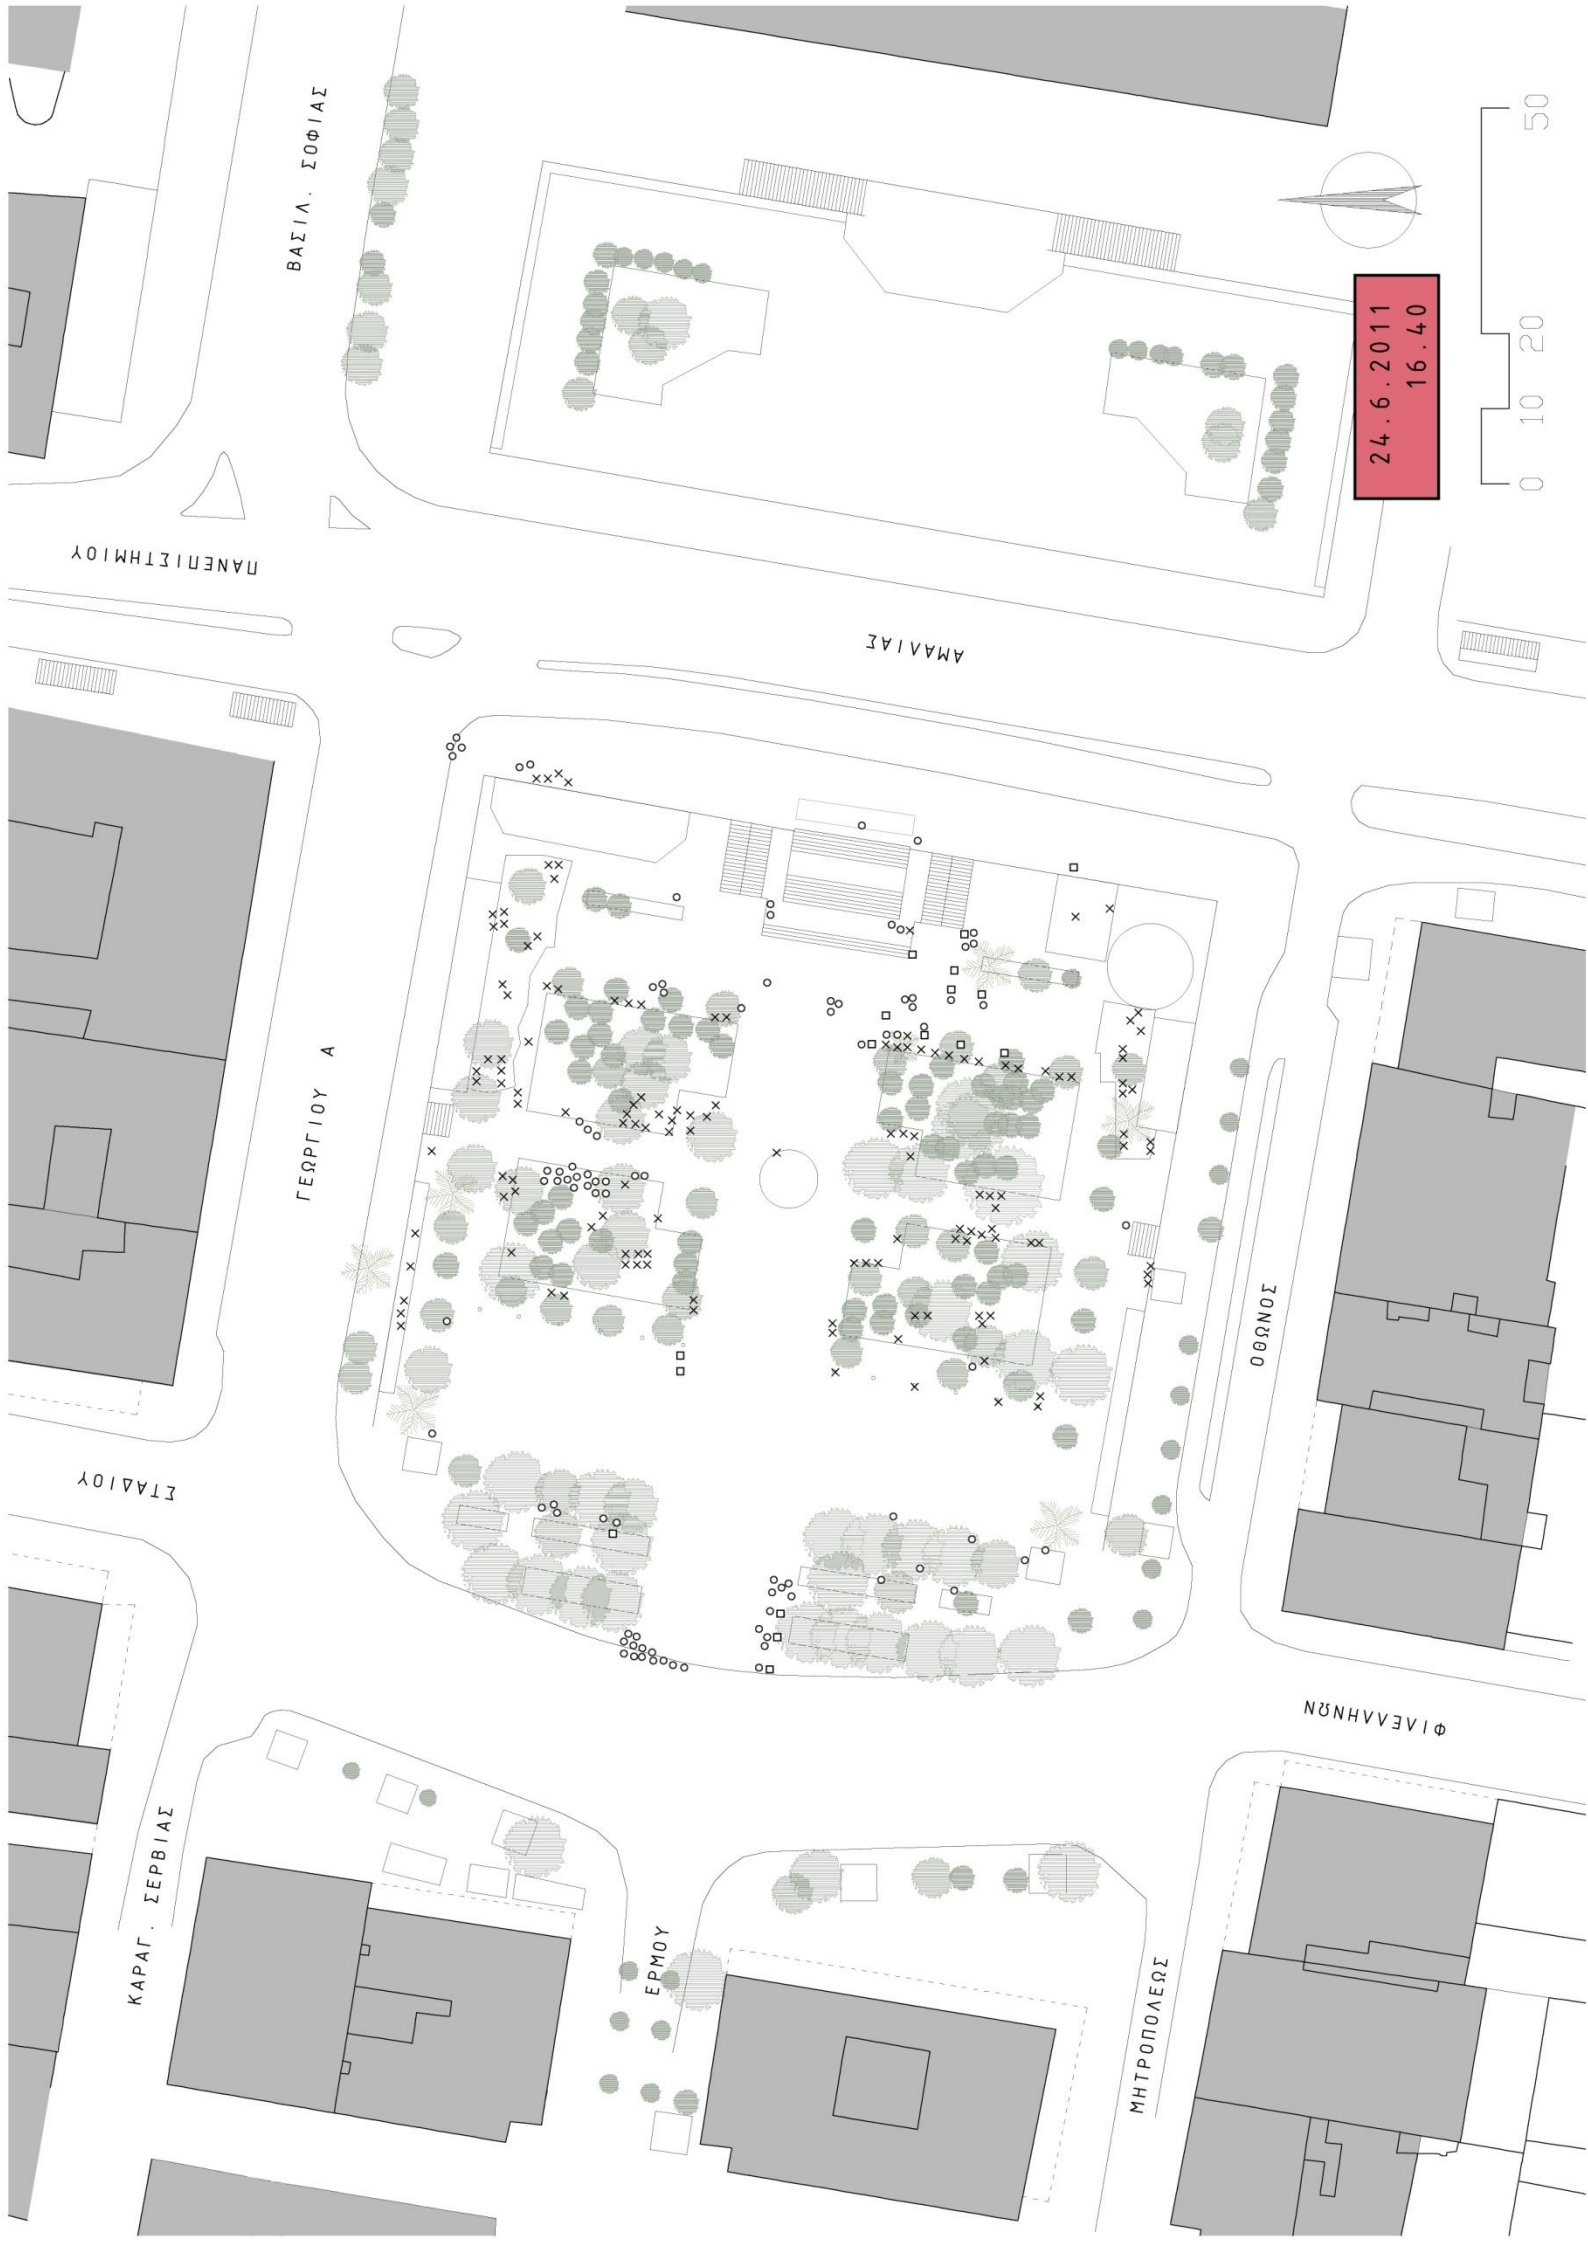 ΒΑΣΙΛ. ΣΟΦΙΑΣ
ΠΑΝΕΠΙΣΤΗΜΙΟΥ
ΑΜΑΛΙΑΣ
24.6.2011
16.40
0 10 20 50
ΓΕΩΡΓΙΟΥ Α
ΣΤΑΔΙΟΥ
ΟΘΩΝΟΣ
ΦΙΛΕΛΛΗΝΩΝ
ΚΑΡΑΓ. ΣΕΡΒΙΑΣ
ΕΡΜΟΥ
ΜΗΤΡΟΠΟΛΕΩΣ